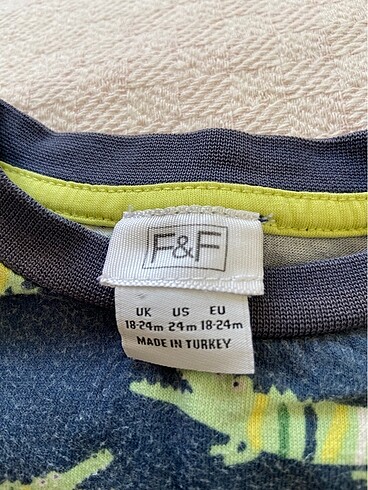 F&F
UK US EU
18-24m 24m 18-24m
MADE IN TURKEY